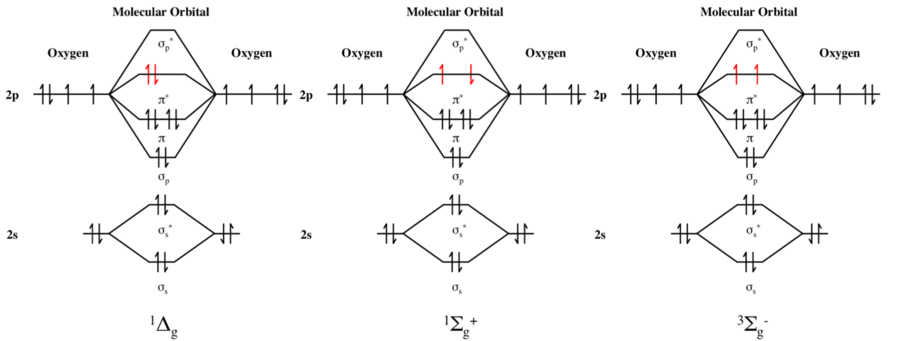 Molecular Orbital Molecular Orbital Molecular Orbital
σp* σp* σp*
Oxygen Oxygen Oxygen Oxygen Oxygen Oxygen
2p 2p 2p
π* π* π*
π π π
σp σp σp
2s σs* 2s σs* 2s σs*
σs σs σs
¹Δg ¹Σg⁺ ³Σg⁻